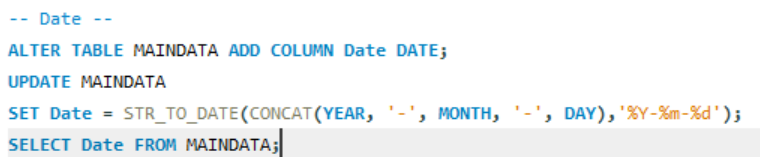 -- Date --
ALTER TABLE MAINDATA ADD COLUMN Date DATE;
UPDATE MAINDATA
SET Date = STR_TO_DATE(CONCAT(YEAR, '-', MONTH, '-', DAY),'%Y-%m-%d');
SELECT Date FROM MAINDATA;